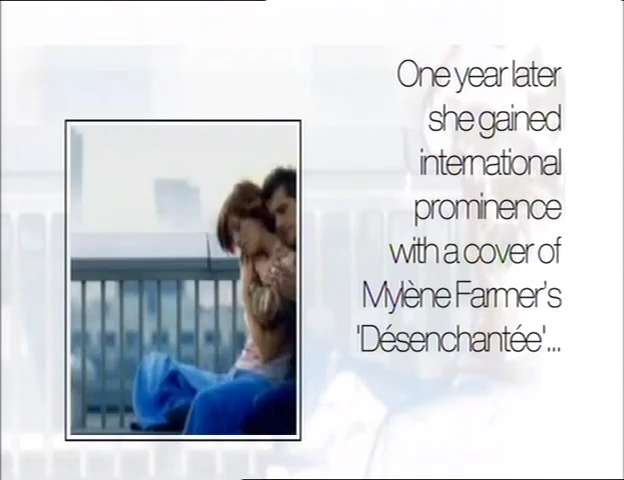 One year later
she gained
international
prominence
with a cover of
Mylène Farmer's
'Désenchantée'...